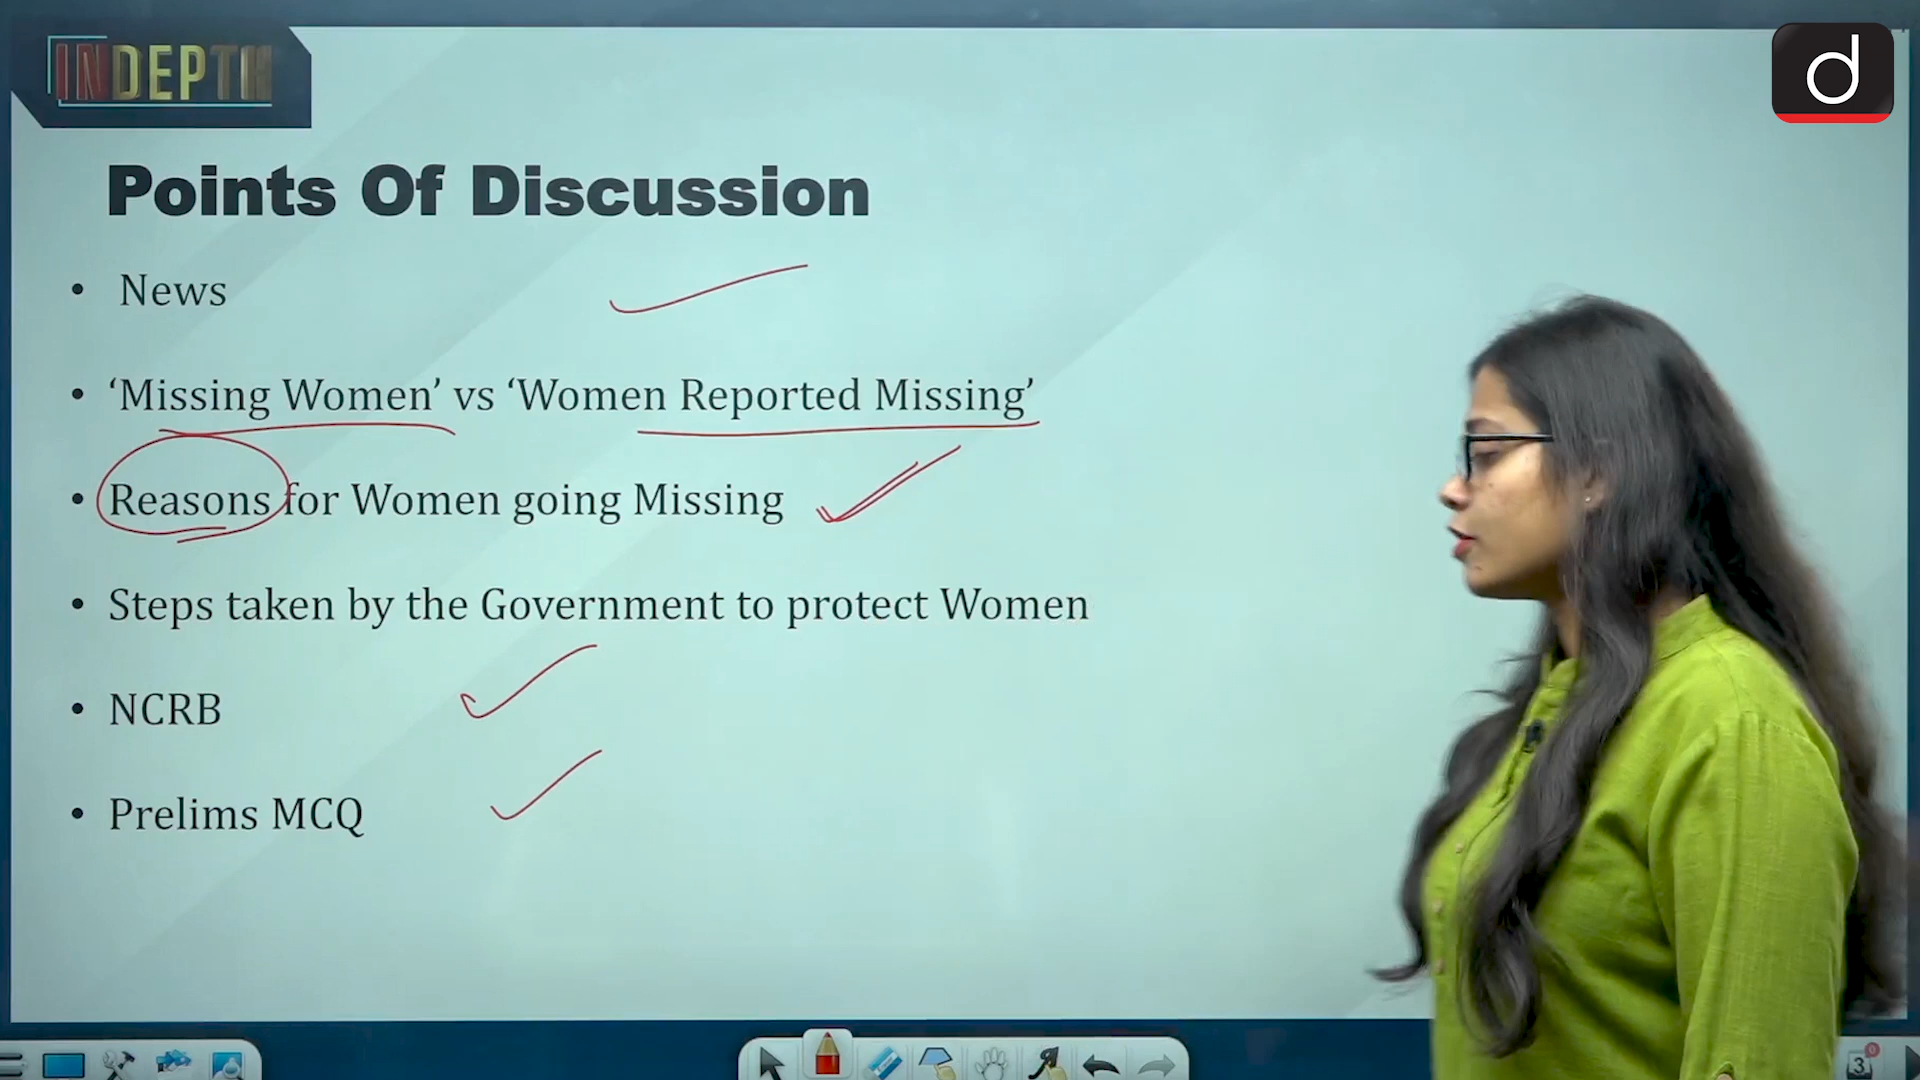 INDEPTH
d
Points Of Discussion
• News
• ‘Missing Women’ vs ‘Women Reported Missing’
• Reasons for Women going Missing
• Steps taken by the Government to protect Women
• NCRB
• Prelims MCQ
3